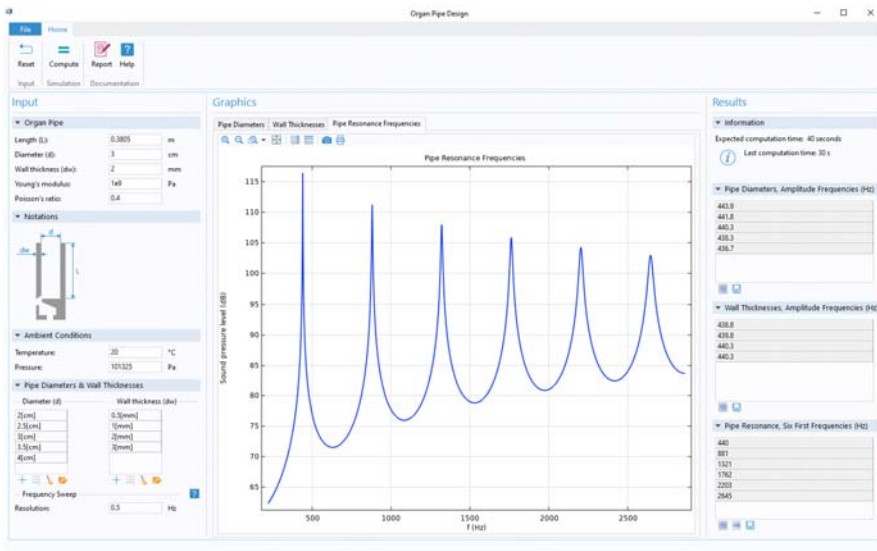 Organ Pipe Design
File Home
Reset Compute Report Help
Input Simulation Documentation
Input
Organ Pipe
Length (L): 0.3805 m
Diameter (d): 3 cm
Wall thickness (dw): 2 mm
Young's modulus: 1e9 Pa
Poisson's ratio: 0.4
Notations
d
dw
L
Ambient Conditions
Temperature: 20 °C
Pressure: 101325 Pa
Pipe Diameters & Wall Thicknesses
Diameter (d) Wall thickness (dw)
2[cm] 0.5[mm]
2.5[cm] 1[mm]
3[cm] 2[mm]
3.5[cm] 3[mm]
4[cm]
Frequency Sweep
Resolution: 0.5 Hz
Graphics
Pipe Diameters Wall Thicknesses Pipe Resonance Frequencies
Pipe Resonance Frequencies
Sound pressure level (dB)
115
110
105
100
95
90
85
80
75
70
65
500 1000 1500 2000 2500
f (Hz)
Results
Information
Expected computation time: 40 seconds
Last computation time: 30 s
Pipe Diameters, Amplitude Frequencies (Hz)
443.9
441.8
440.3
438.3
436.7
Wall Thicknesses, Amplitude Frequencies (Hz
438.8
439.8
440.3
440.3
Pipe Resonance, Six First Frequencies (Hz)
440
881
1321
1762
2203
2645